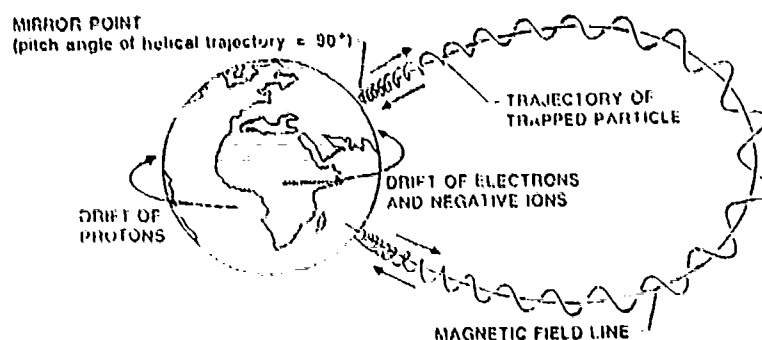 MIRROR POINT
(pitch angle of helical trajectory = 90°)
TRAJECTORY OF
TRAPPED PARTICLE
DRIFT OF ELECTRONS
AND NEGATIVE IONS
DRIFT OF
PROTONS
MAGNETIC FIELD LINE